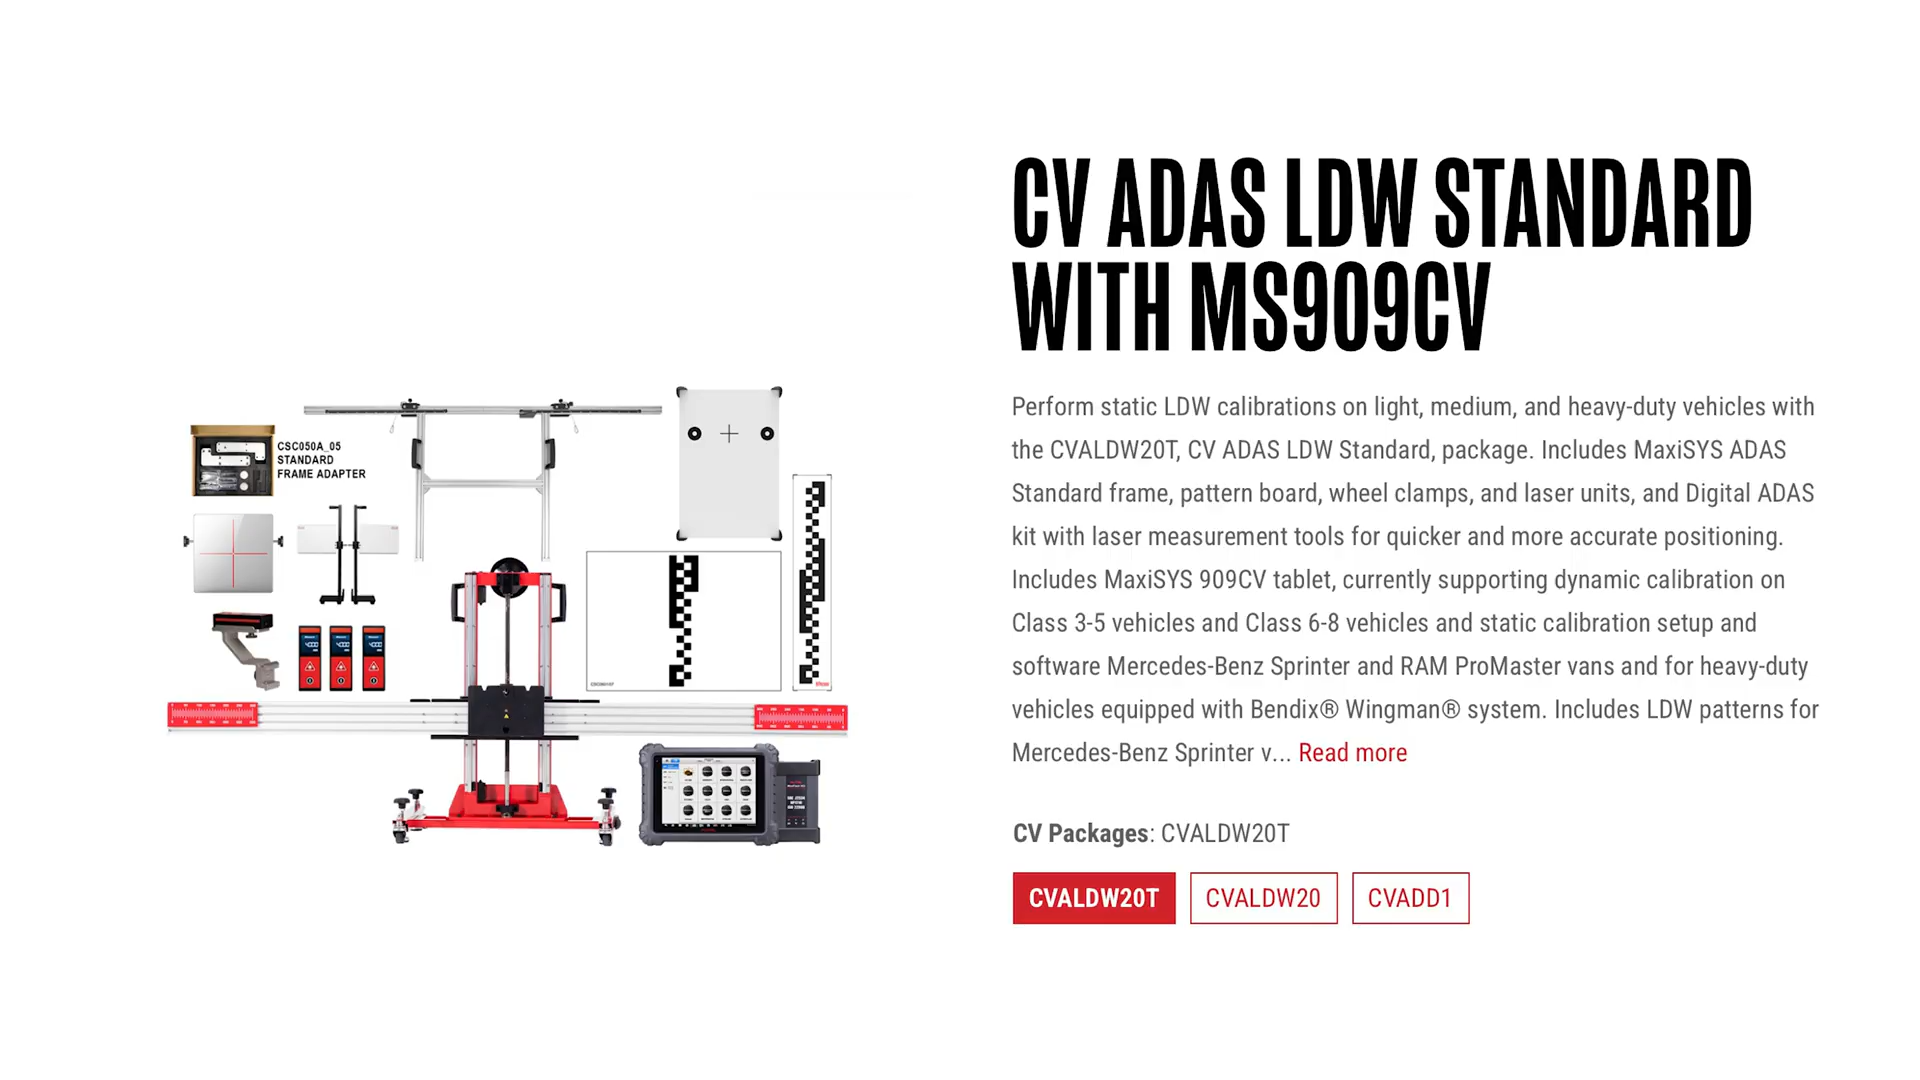 CV ADAS LDW STANDARD
WITH MS909CV
Perform static LDW calibrations on light, medium, and heavy-duty vehicles with
the CVALDW20T, CV ADAS LDW Standard, package. Includes MaxiSYS ADAS
Standard frame, pattern board, wheel clamps, and laser units, and Digital ADAS
kit with laser measurement tools for quicker and more accurate positioning.
Includes MaxiSYS 909CV tablet, currently supporting dynamic calibration on
Class 3-5 vehicles and Class 6-8 vehicles and static calibration setup and
software Mercedes-Benz Sprinter and RAM ProMaster vans and for heavy-duty
vehicles equipped with Bendix® Wingman® system. Includes LDW patterns for
Mercedes-Benz Sprinter v... Read more
CV Packages: CVALDW20T
CVALDW20T CVALDW20 CVADD1
CSC050A_05
STANDARD
FRAME ADAPTER